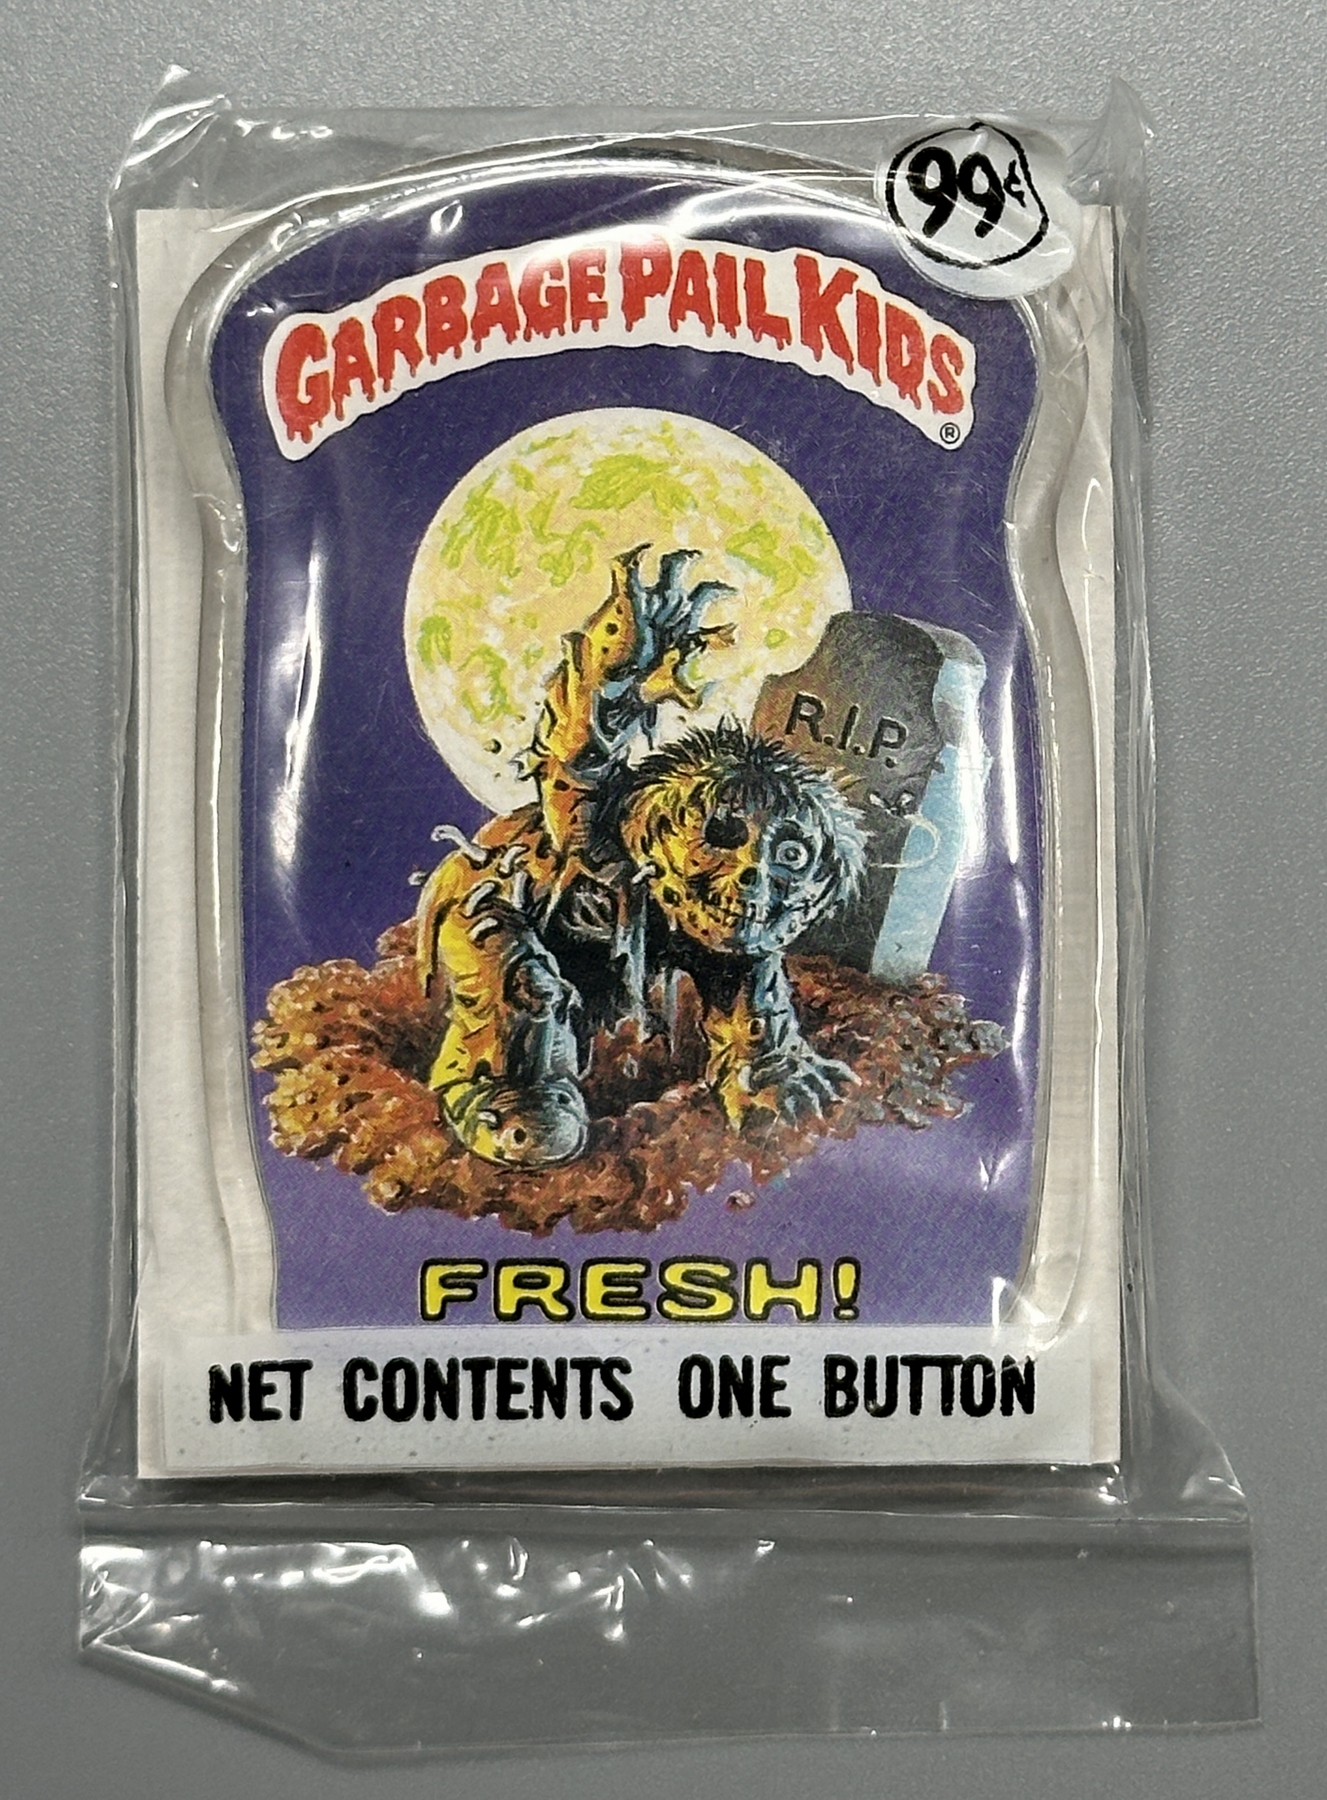 99¢
GARBAGE PAIL KIDS
®
R.I.P.
FRESH!
NET CONTENTS ONE BUTTON